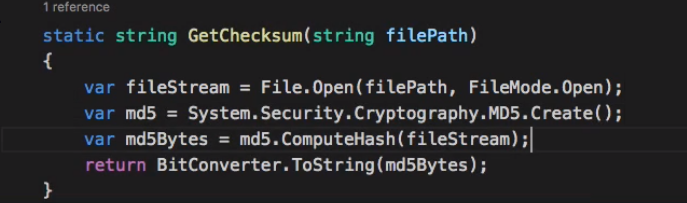 1 reference
static string GetChecksum(string filePath)
{
    var fileStream = File.Open(filePath, FileMode.Open);
    var md5 = System.Security.Cryptography.MD5.Create();
    var md5Bytes = md5.ComputeHash(fileStream);
    return BitConverter.ToString(md5Bytes);
}